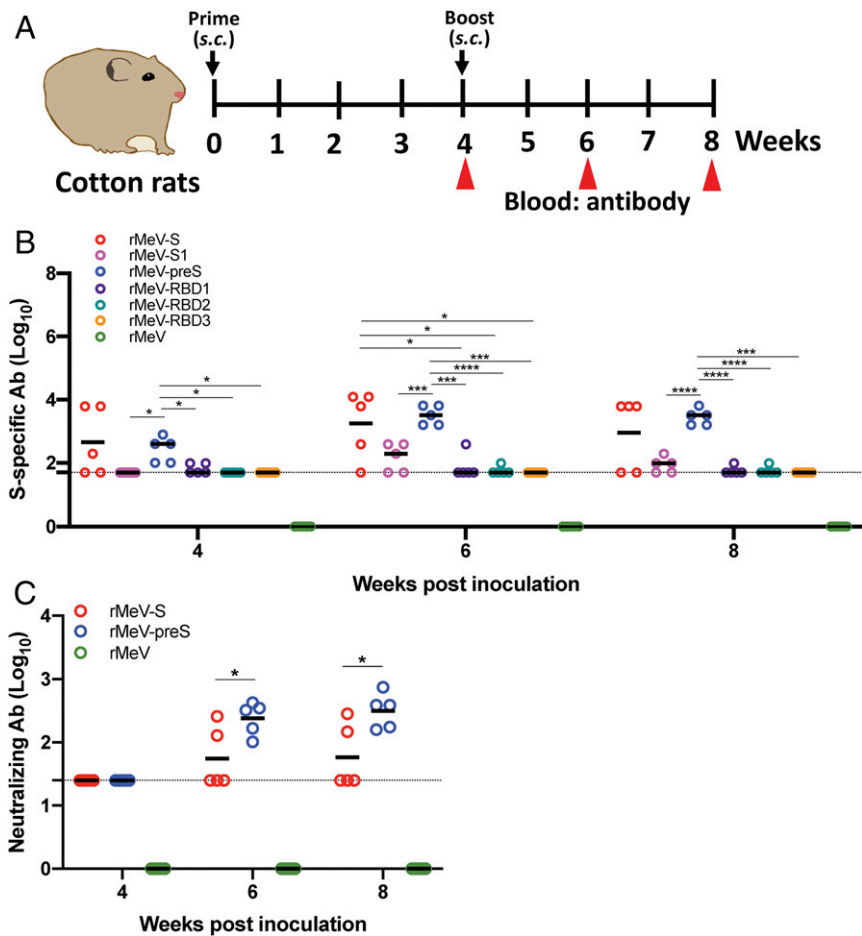 A
Prime
(s.c.)
Boost
(s.c.)
0 1 2 3 4 5 6 7 8 Weeks
Cotton rats
Blood: antibody
B
rMeV-S
rMeV-S1
rMeV-preS
rMeV-RBD1
rMeV-RBD2
rMeV-RBD3
rMeV
S-specific Ab (Log10)
8
6
4
2
0
*
*
*
*
*
*
*
***
****
***
***
***
****
****
****
4 6 8
Weeks post inoculation
C
rMeV-S
rMeV-preS
rMeV
Neutralizing Ab (Log10)
4
3
2
1
0
*
*
4 6 8
Weeks post inoculation